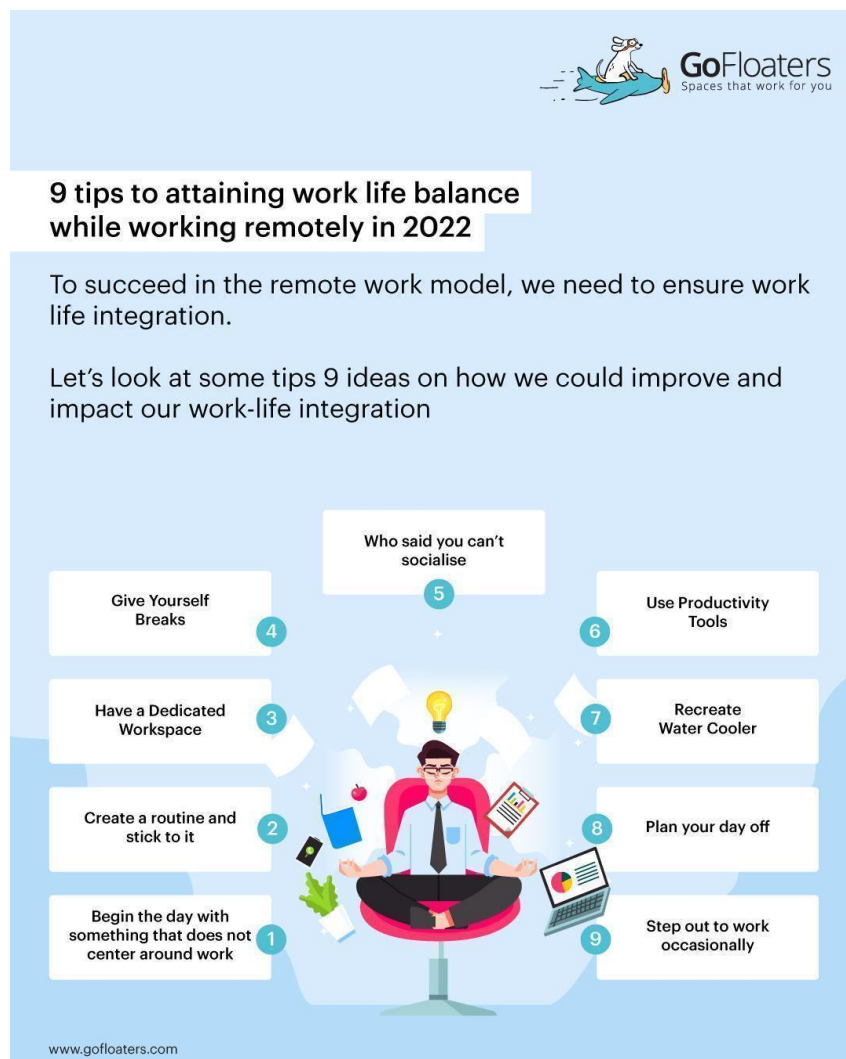 GoFloaters
Spaces that work for you
9 tips to attaining work life balance
while working remotely in 2022
To succeed in the remote work model, we need to ensure work
life integration.
Let's look at some tips 9 ideas on how we could improve and
impact our work-life integration
Who said you can't
socialise
5
Give Yourself
Breaks
4
Use Productivity
Tools
6
Have a Dedicated
Workspace
3
Recreate
Water Cooler
7
Create a routine and
stick to it
2
Plan your day off
8
Begin the day with
something that does not
center around work
1
Step out to work
occasionally
9
www.gofloaters.com